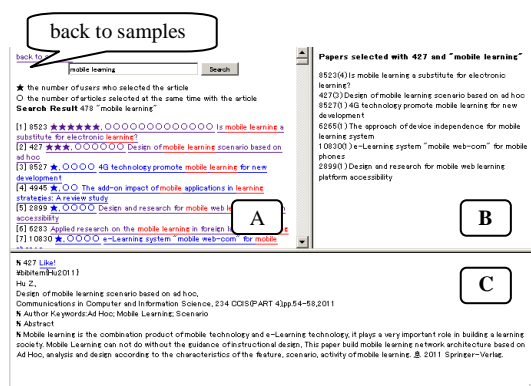 back to samples
back to s
mobile learning Search
★ the number of users who selected the article
○ the number of articles selected at the same time with the article
Search Result 478 "mobile learning"
[1] 8523 ★★★★★★, ○○○○○○○○○○○○○ Is mobile learning a
substitute for electronic learning?
[2] 427 ★★★, ○○○○○○ Design of mobile learning scenario based on
ad hoc
[3] 8527 ★, ○○○○ 4G technology promote mobile learning for new
development
[4] 4945 ★, ○○ The add-on impact of mobile applications in learning
strategies: A review study
[5] 2899 ★, ○○○○ Design and research for mobile web le
accessibility
[6] 6283 Applied research on the mobile learning in foreign l
[7] 10830 ★, ○○○○ e-Learning system "mobile web-com" for mobile
A
Papers selected with 427 and "mobile learning"
8523(4) Is mobile learning a substitute for electronic
learning?
427(3) Design of mobile learning scenario based on ad hoc
8527(1) 4G technology promote mobile learning for new
development
6265(1) The approach of device independence for mobile
learning system
10830(1) e-Learning system "mobile web-com" for mobile
phones
2899(1) Design and research for mobile web learning
platform accessibility
B
% 427 Like!
¥bibitem{Hu2011}
Hu Z.,
Design of mobile learning scenario based on ad hoc,
Communications in Computer and Information Science, 234 CCIS(PART 4),pp.54-58,2011
% Author Keywords:Ad Hoc; Mobile Learning; Scenario
% Abstract
% Mobile learning is the combination product of mobile technology and e-Learning technology, it plays a very important role in building a learning
society. Mobile Learning can not do without the guidance of instructional design, This paper build mobile learning network architecture based on
Ad Hoc, analysis and design according to the characteristics of the feature, scenario, activity of mobile learning. 息 2011 Springer-Verlag.
C